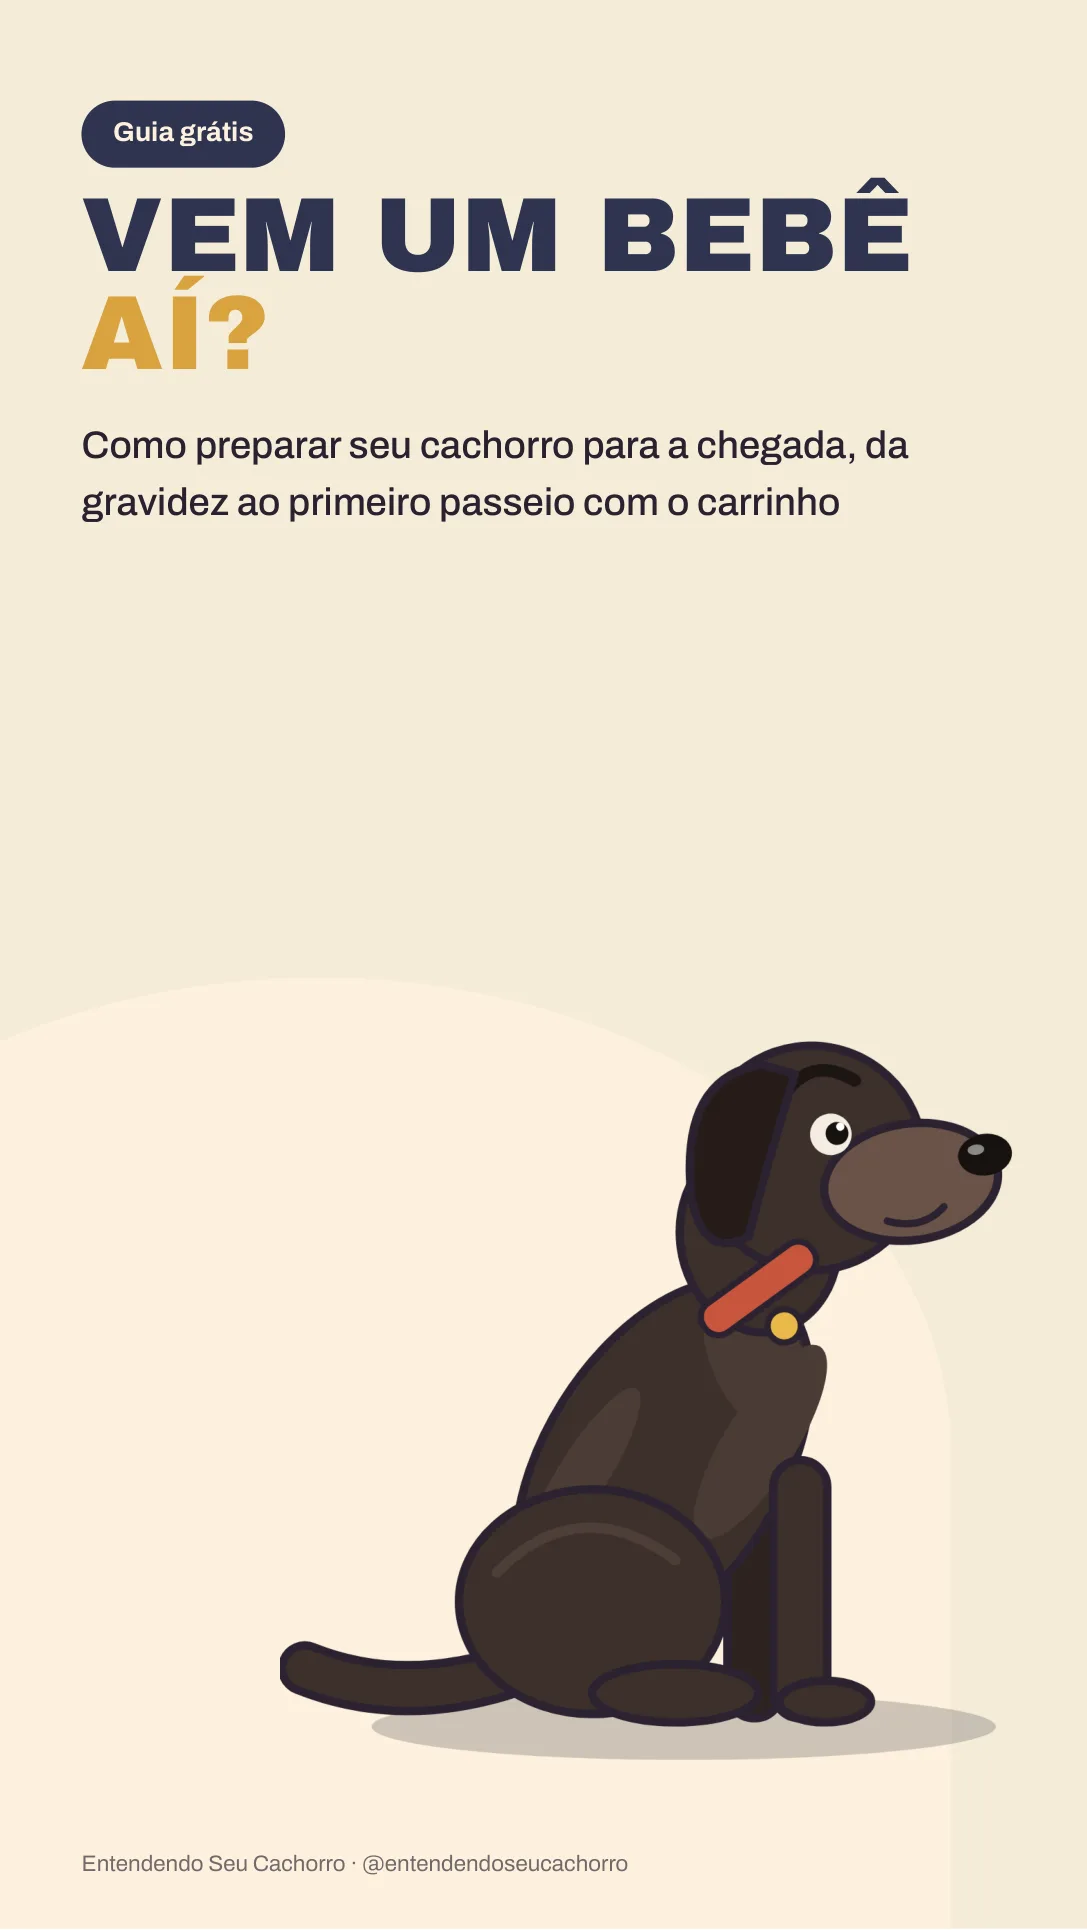 Guia grátis
VEM UM BEBÊ
AÍ?
Como preparar seu cachorro para a chegada, da
gravidez ao primeiro passeio com o carrinho
Entendendo Seu Cachorro · @entendendoseucachorro